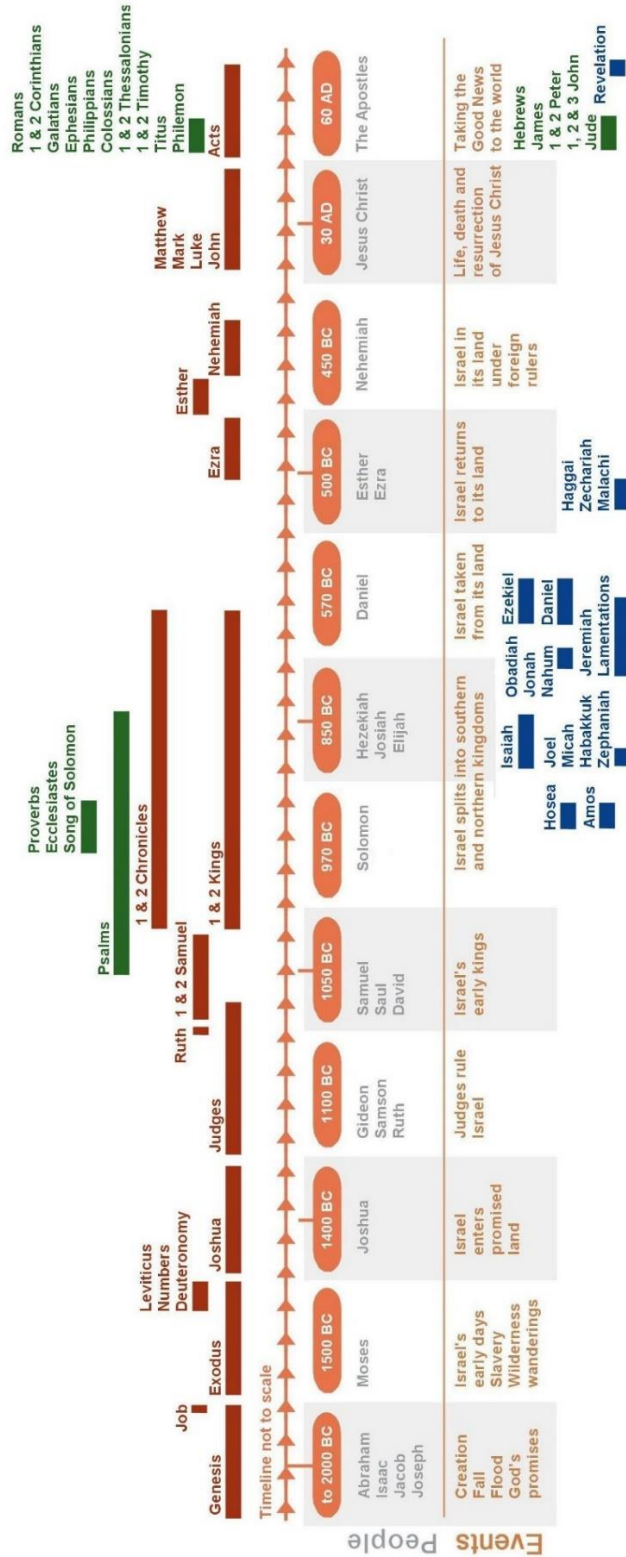 Proverbs
Ecclesiastes
Song of Solomon
Psalms
1 & 2 Chronicles
Job
Leviticus
Numbers
Deuteronomy
Ruth
1 & 2 Samuel
Esther
Matthew
Mark
Luke
John
Romans
1 & 2 Corinthians
Galatians
Ephesians
Philippians
Colossians
1 & 2 Thessalonians
1 & 2 Timothy
Titus
Philemon
Genesis
Exodus
Joshua
Judges
1 & 2 Kings
Ezra
Nehemiah
Acts
Timeline not to scale
to 2000 BC
1500 BC
1400 BC
1100 BC
1050 BC
970 BC
850 BC
570 BC
500 BC
450 BC
30 AD
60 AD
People
Abraham
Isaac
Jacob
Joseph
Moses
Joshua
Gideon
Samson
Ruth
Samuel
Saul
David
Solomon
Hezekiah
Josiah
Elijah
Daniel
Esther
Ezra
Nehemiah
Jesus Christ
The Apostles
Events
Creation
Fall
Flood
God's
promises
Israel's
early days
Slavery
Wilderness
wanderings
Israel
enters
promised
land
Judges rule
Israel
Israel's
early kings
Israel splits into southern
and northern kingdoms
Israel taken
from its land
Israel returns
to its land
Israel in
its land
under
foreign
rulers
Life, death and
resurrection
of Jesus Christ
Taking the
Good News
to the world
Hosea
Amos
Isaiah
Joel
Micah
Habakkuk
Zephaniah
Obadiah
Jonah
Nahum
Jeremiah
Lamentations
Ezekiel
Daniel
Haggai
Zechariah
Malachi
Hebrews
James
1 & 2 Peter
1, 2 & 3 John
Jude
Revelation